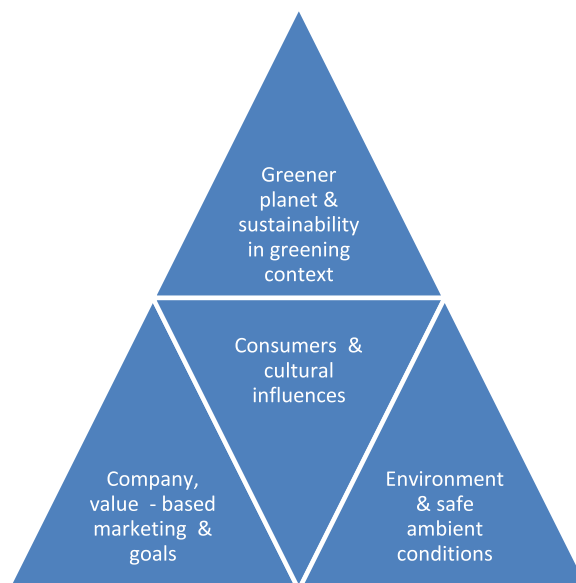 Greener
planet &
sustainability
in greening
context
Consumers &
cultural
influences
Company,
value - based
marketing &
goals
Environment
& safe
ambient
conditions